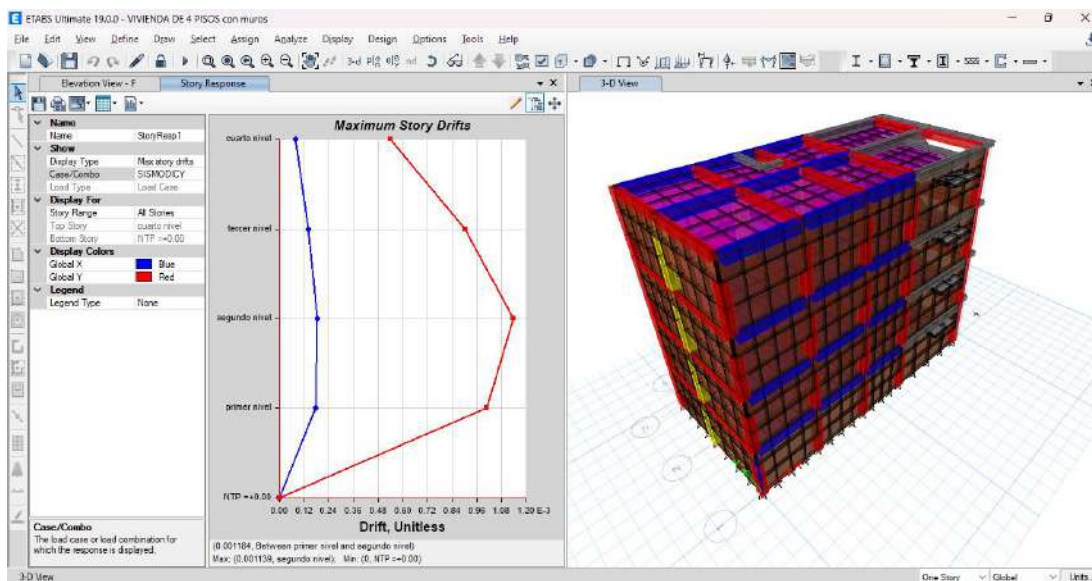 ETABS Ultimate 19.0.0 - VIVIENDA DE 4 PISOS con muros
File Edit View Define Draw Select Assign Analyze Display Design Options Tools Help
Elevation View - F
Story Response
3-D View
Name
Name StoryResp1
Show
Display Type Max story drifts
Case/Combo SISMODICY
Load Type Load Case
Display For
Story Range All Stories
Top Story cuarto nivel
Bottom Story NTP =+0.00
Display Colors
Global X Blue
Global Y Red
Legend
Legend Type None
Case/Combo
The load case or load combination for
which the response is displayed.
Maximum Story Drifts
cuarto nivel
tercer nivel
segundo nivel
primer nivel
NTP =+0.00
0.00 0.12 0.24 0.36 0.48 0.60 0.72 0.84 0.96 1.08 1.20 E-3
Drift, Unitless
(0.001184, Between primer nivel and segundo nivel)
Max: (0.001139, segundo nivel); Min: (0, NTP =+0.00)
3-D View
One Story
Global
Units